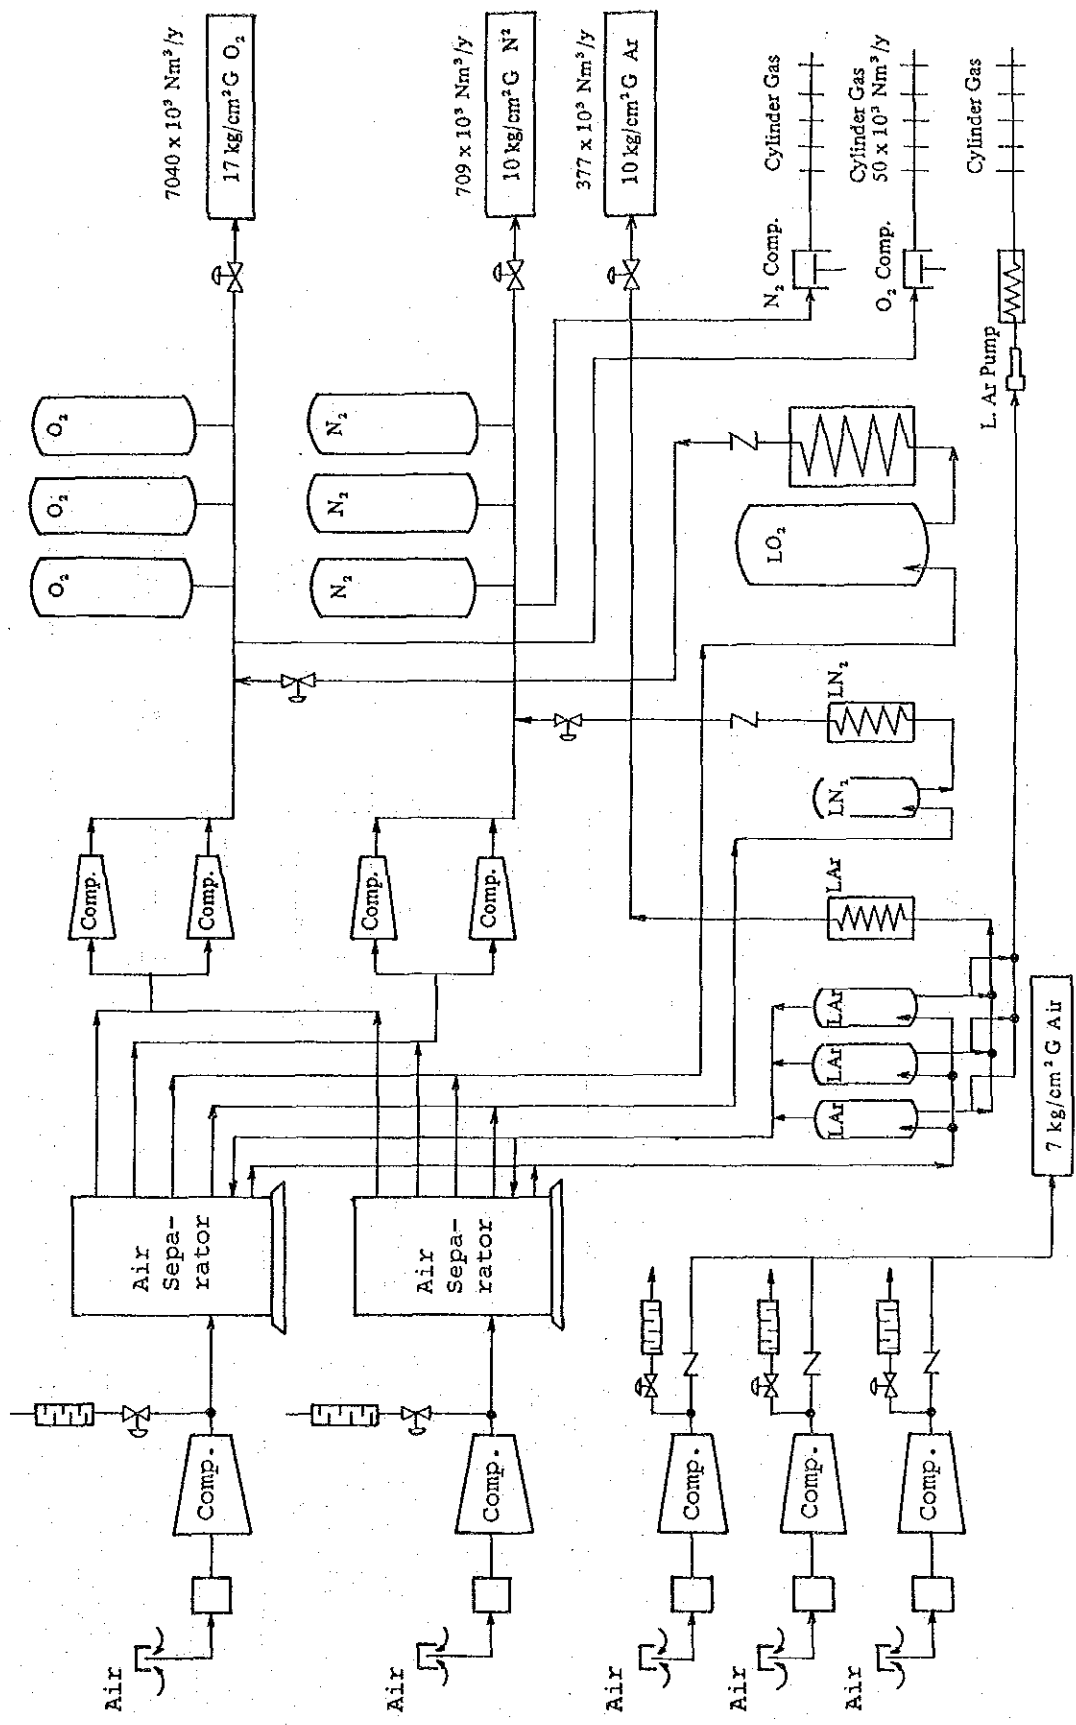 7040 x 10³ Nm³/y
17 kg/cm² G O₂
709 x 10³ Nm³/y
10 kg/cm² G N²
377 x 10³ Nm³/y
10 kg/cm² G Ar
Cylinder Gas
Cylinder Gas
50 x 10³ Nm³/y
Cylinder Gas
N₂ Comp.
O₂ Comp.
L. Ar Pump
O₂
O₂
O₂
N₂
N₂
N₂
LO₂
LN₂
LN₂
LAr
LAr
LAr
LAr
Comp.
Comp.
Comp.
Comp.
7 kg/cm² G Air
Air
Sepa-
rator
Air
Sepa-
rator
Comp.
Comp.
Comp.
Comp.
Comp.
Air
Air
Air
Air
Air